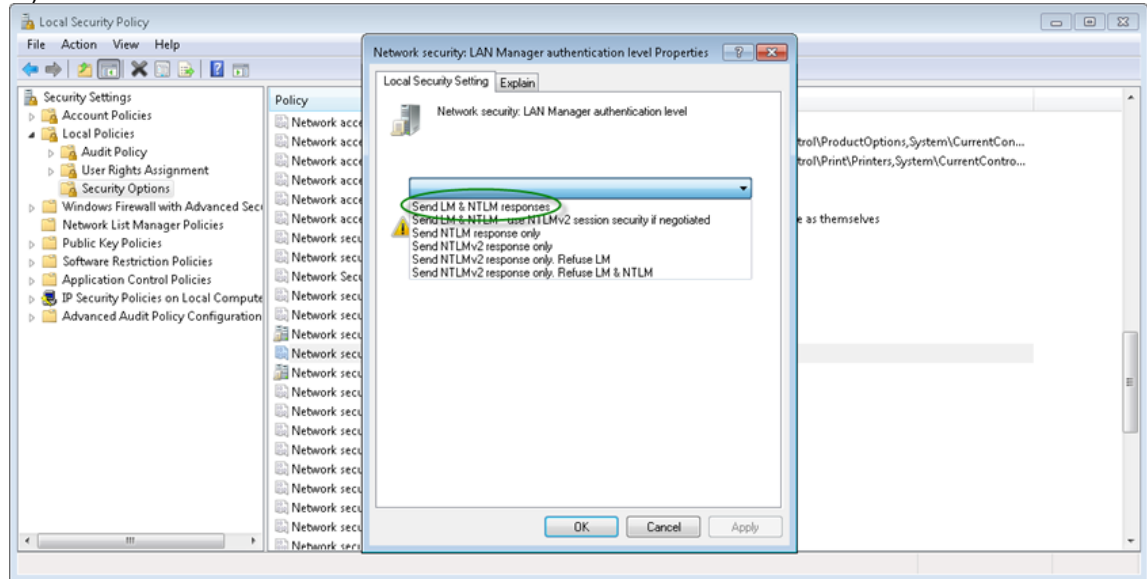 Local Security Policy
File Action View Help
Security Settings
Account Policies
Local Policies
Audit Policy
User Rights Assignment
Security Options
Windows Firewall with Advanced Secu
Network List Manager Policies
Public Key Policies
Software Restriction Policies
Application Control Policies
IP Security Policies on Local Compute
Advanced Audit Policy Configuration
Policy
Network acce
Network acce
Network acce
Network acce
Network acce
Network acce
Network secu
Network secu
Network Secu
Network secu
Network secu
Network secu
Network secu
Network secu
Network secu
Network secu
Network secu
Network secu
Network secu
Network secu
Network secu
Network secu
Network secu
trol\ProductOptions,System\CurrentCon...
trol\Print\Printers,System\CurrentContro...
e as themselves
Network security: LAN Manager authentication level Properties
Local Security Setting Explain
Network security: LAN Manager authentication level
Send LM & NTLM responses
Send LM & NTLM - use NTLMv2 session security if negotiated
Send NTLM response only
Send NTLMv2 response only
Send NTLMv2 response only. Refuse LM
Send NTLMv2 response only. Refuse LM & NTLM
OK Cancel Apply